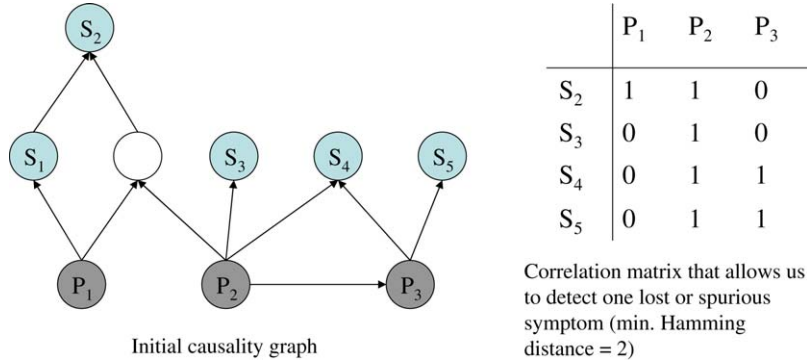 S₂
S₁ S₃ S₄ S₅
P₁ P₂ P₃
Initial causality graph
P₁ P₂ P₃
S₂ 1 1 0
S₃ 0 1 0
S₄ 0 1 1
S₅ 0 1 1
Correlation matrix that allows us
to detect one lost or spurious
symptom (min. Hamming
distance = 2)